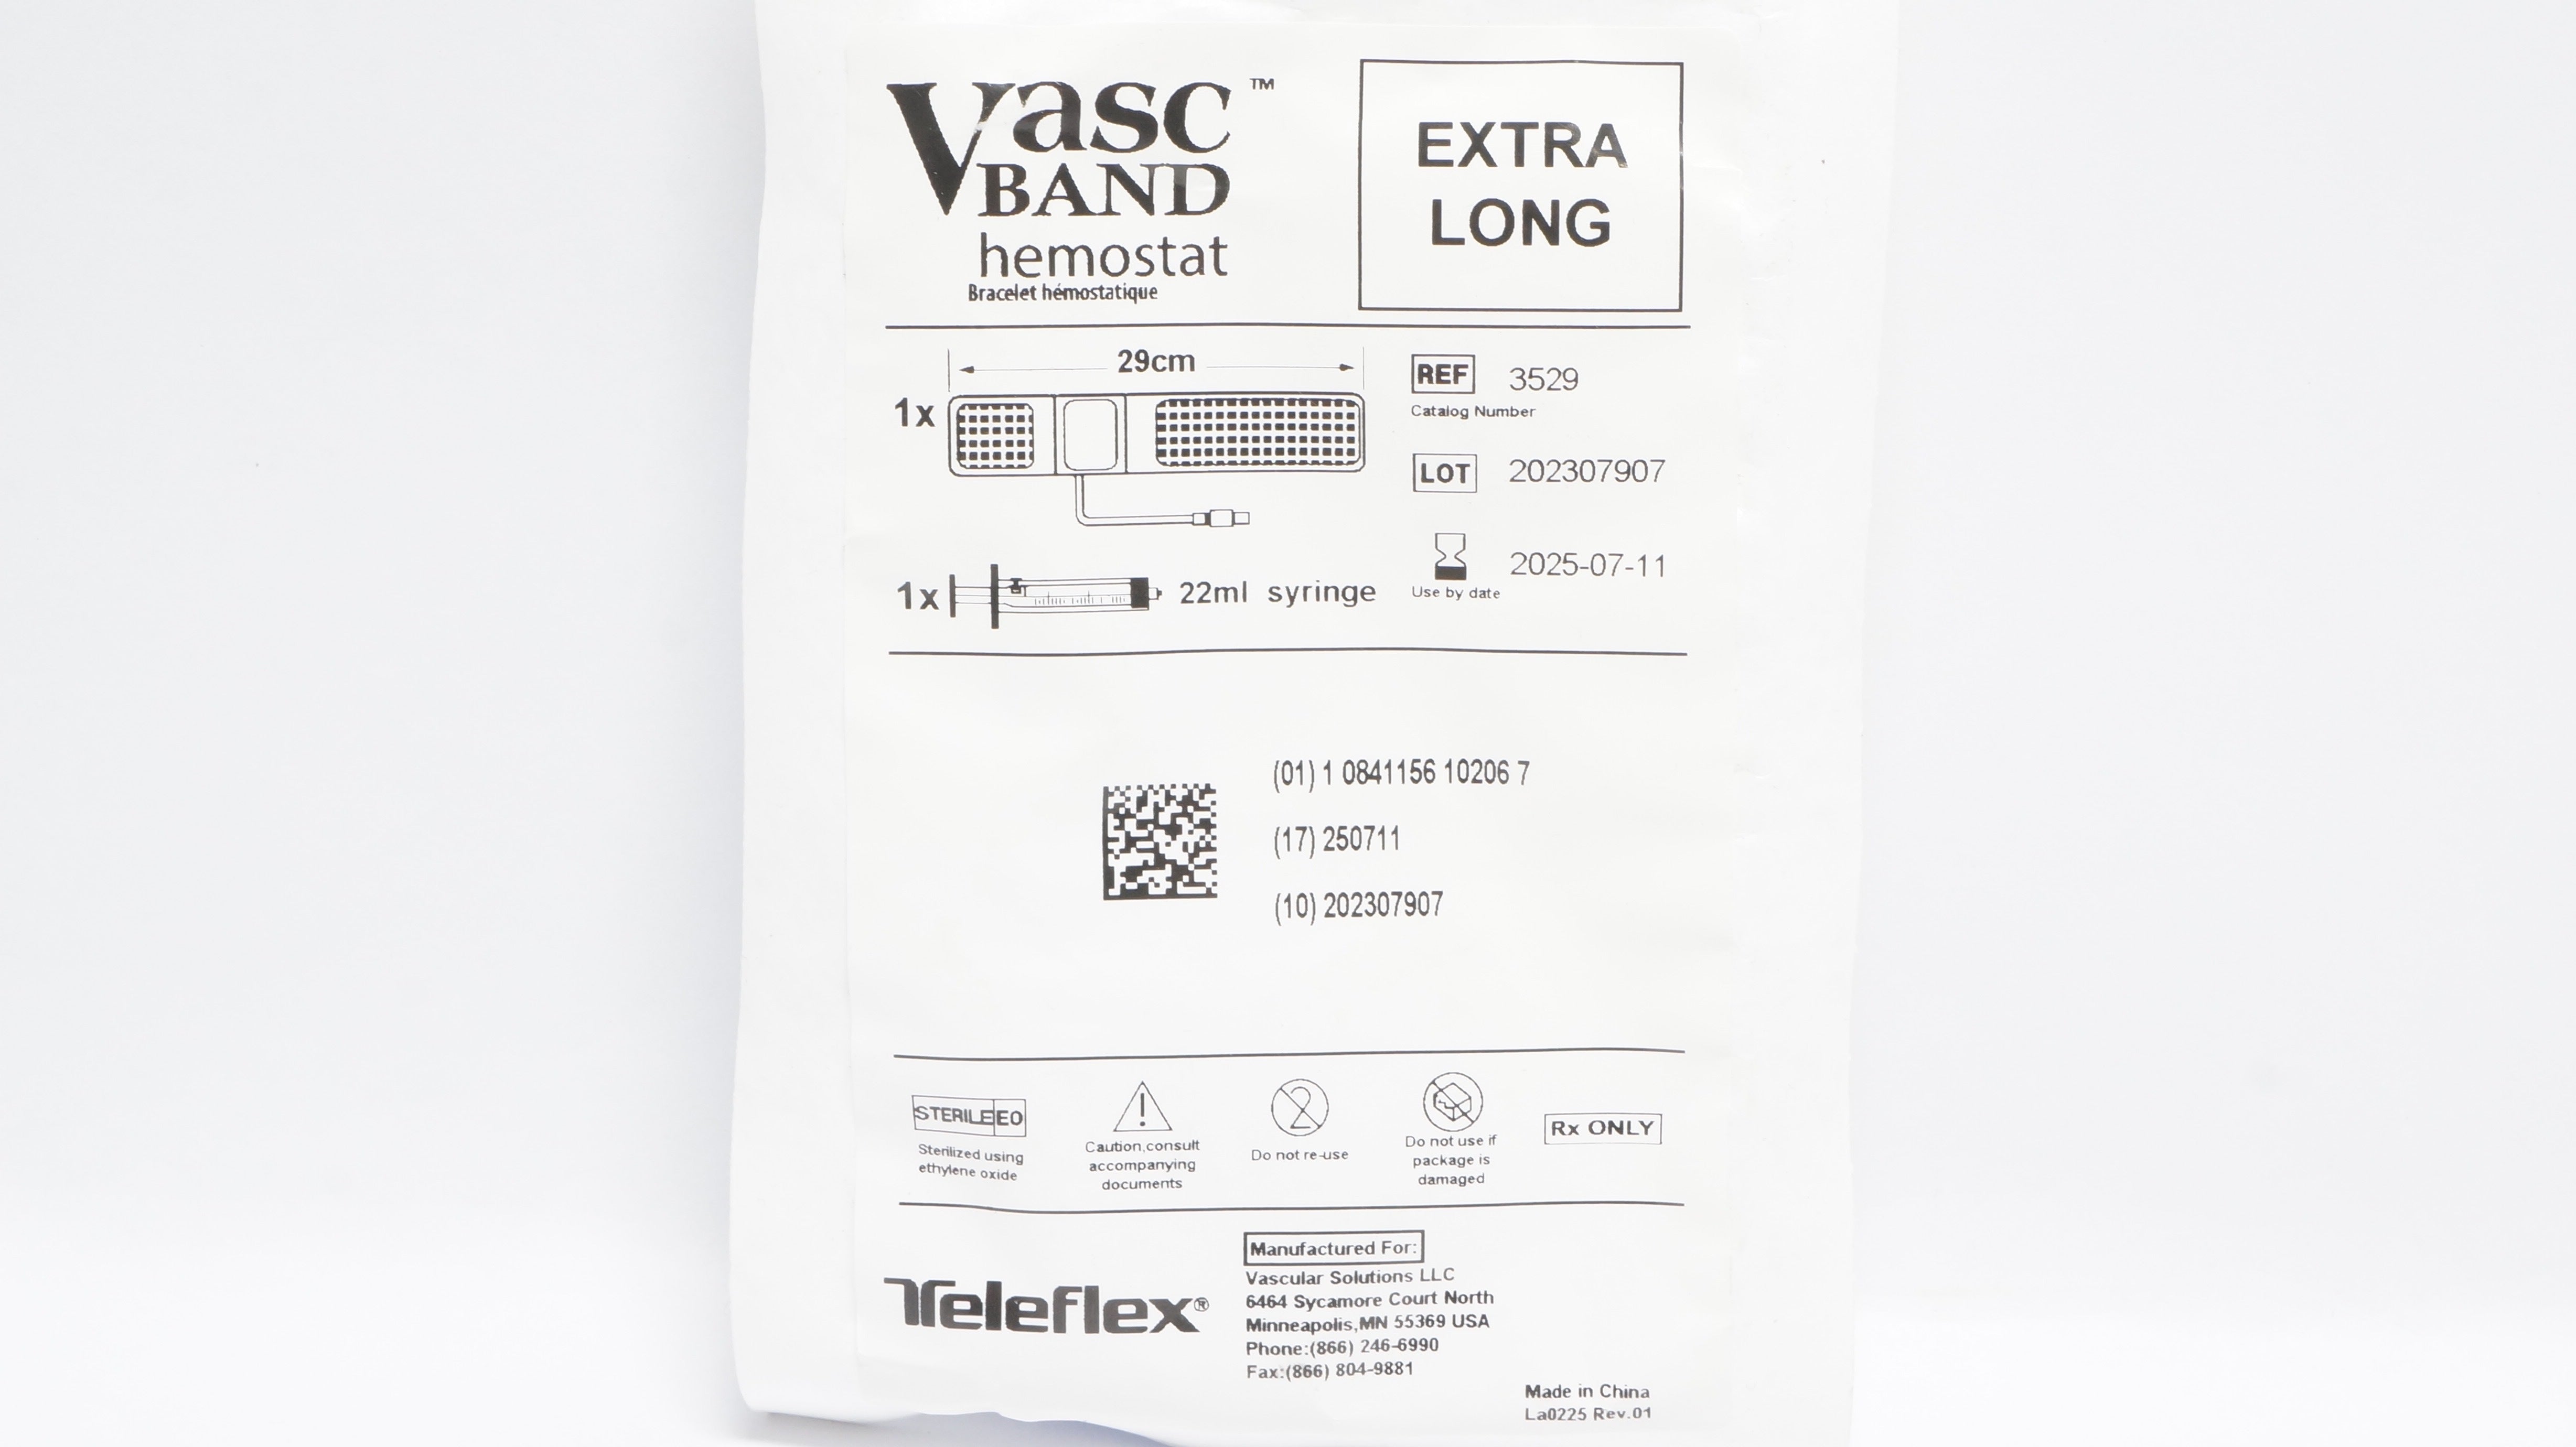 Vasc™
BAND
hemostat
Bracelet hémostatique
EXTRA
LONG
29cm
1x
REF 3529
Catalog Number
LOT 202307907
2025-07-11
Use by date
1x 22ml syringe
(01) 1 0841156 10206 7
(17) 250711
(10) 202307907
STERILE EO
Sterilized using
ethylene oxide
Caution,consult
accompanying
documents
2
Do not re-use
Do not use if
package is
damaged
Rx ONLY
Teleflex®
Manufactured For:
Vascular Solutions LLC
6464 Sycamore Court North
Minneapolis,MN 55369 USA
Phone:(866) 246-6990
Fax:(866) 804-9881
Made in China
La0225 Rev.01